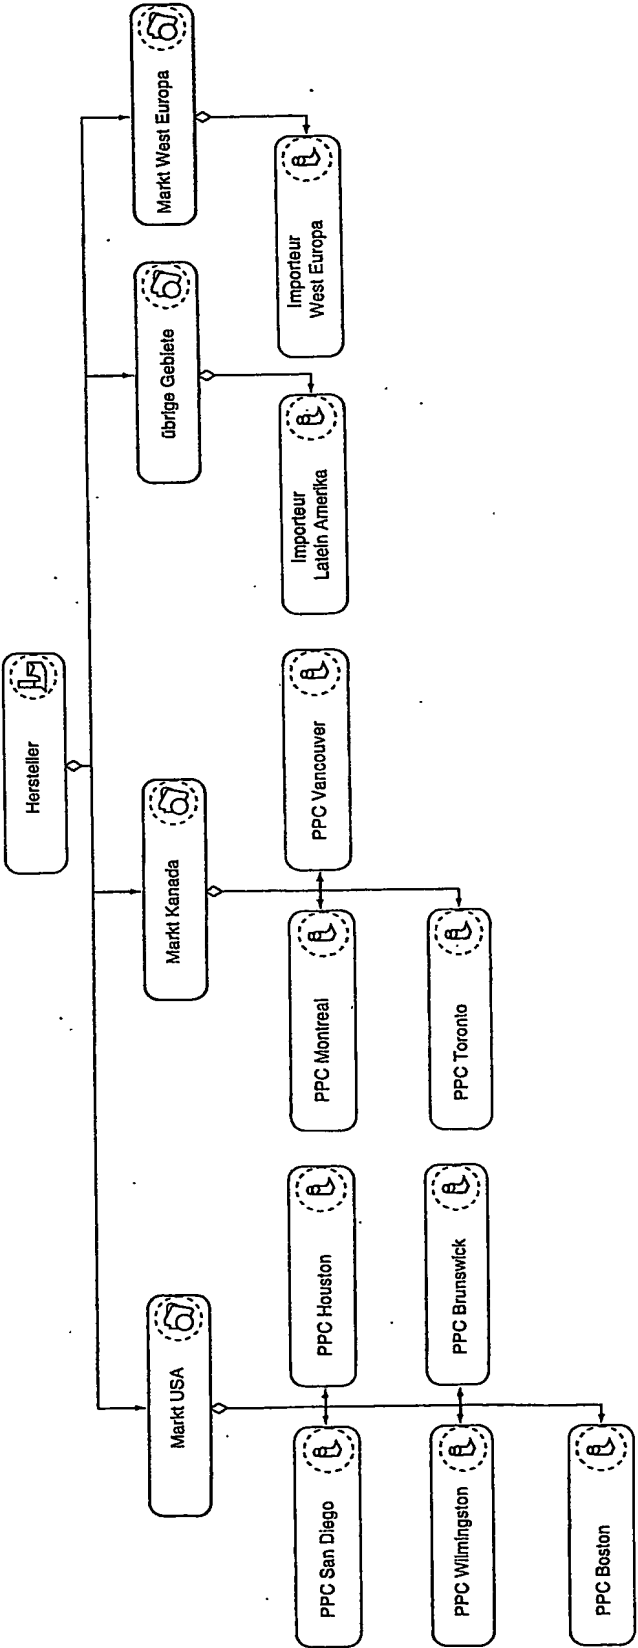 Hersteller
Markt USA
Markt Kanada
übrige Gebiete
Markt West Europa
PPC San Diego
PPC Houston
PPC Wilmington
PPC Brunswick
PPC Boston
PPC Montreal
PPC Vancouver
PPC Toronto
Importeur
Latein Amerika
Importeur
West Europa